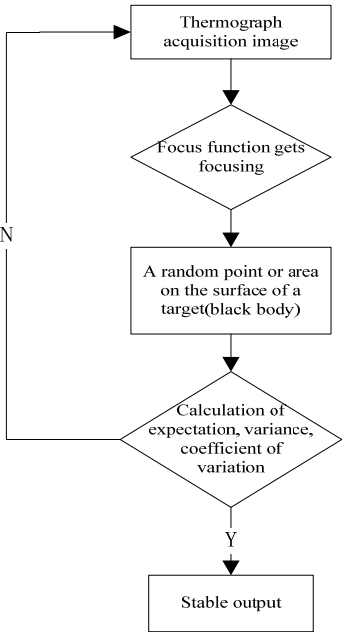 Thermograph
acquisition image
Focus function gets
focusing
N
A random point or area
on the surface of a
target(black body)
Calculation of
expectation, variance,
coefficient of
variation
Y
Stable output